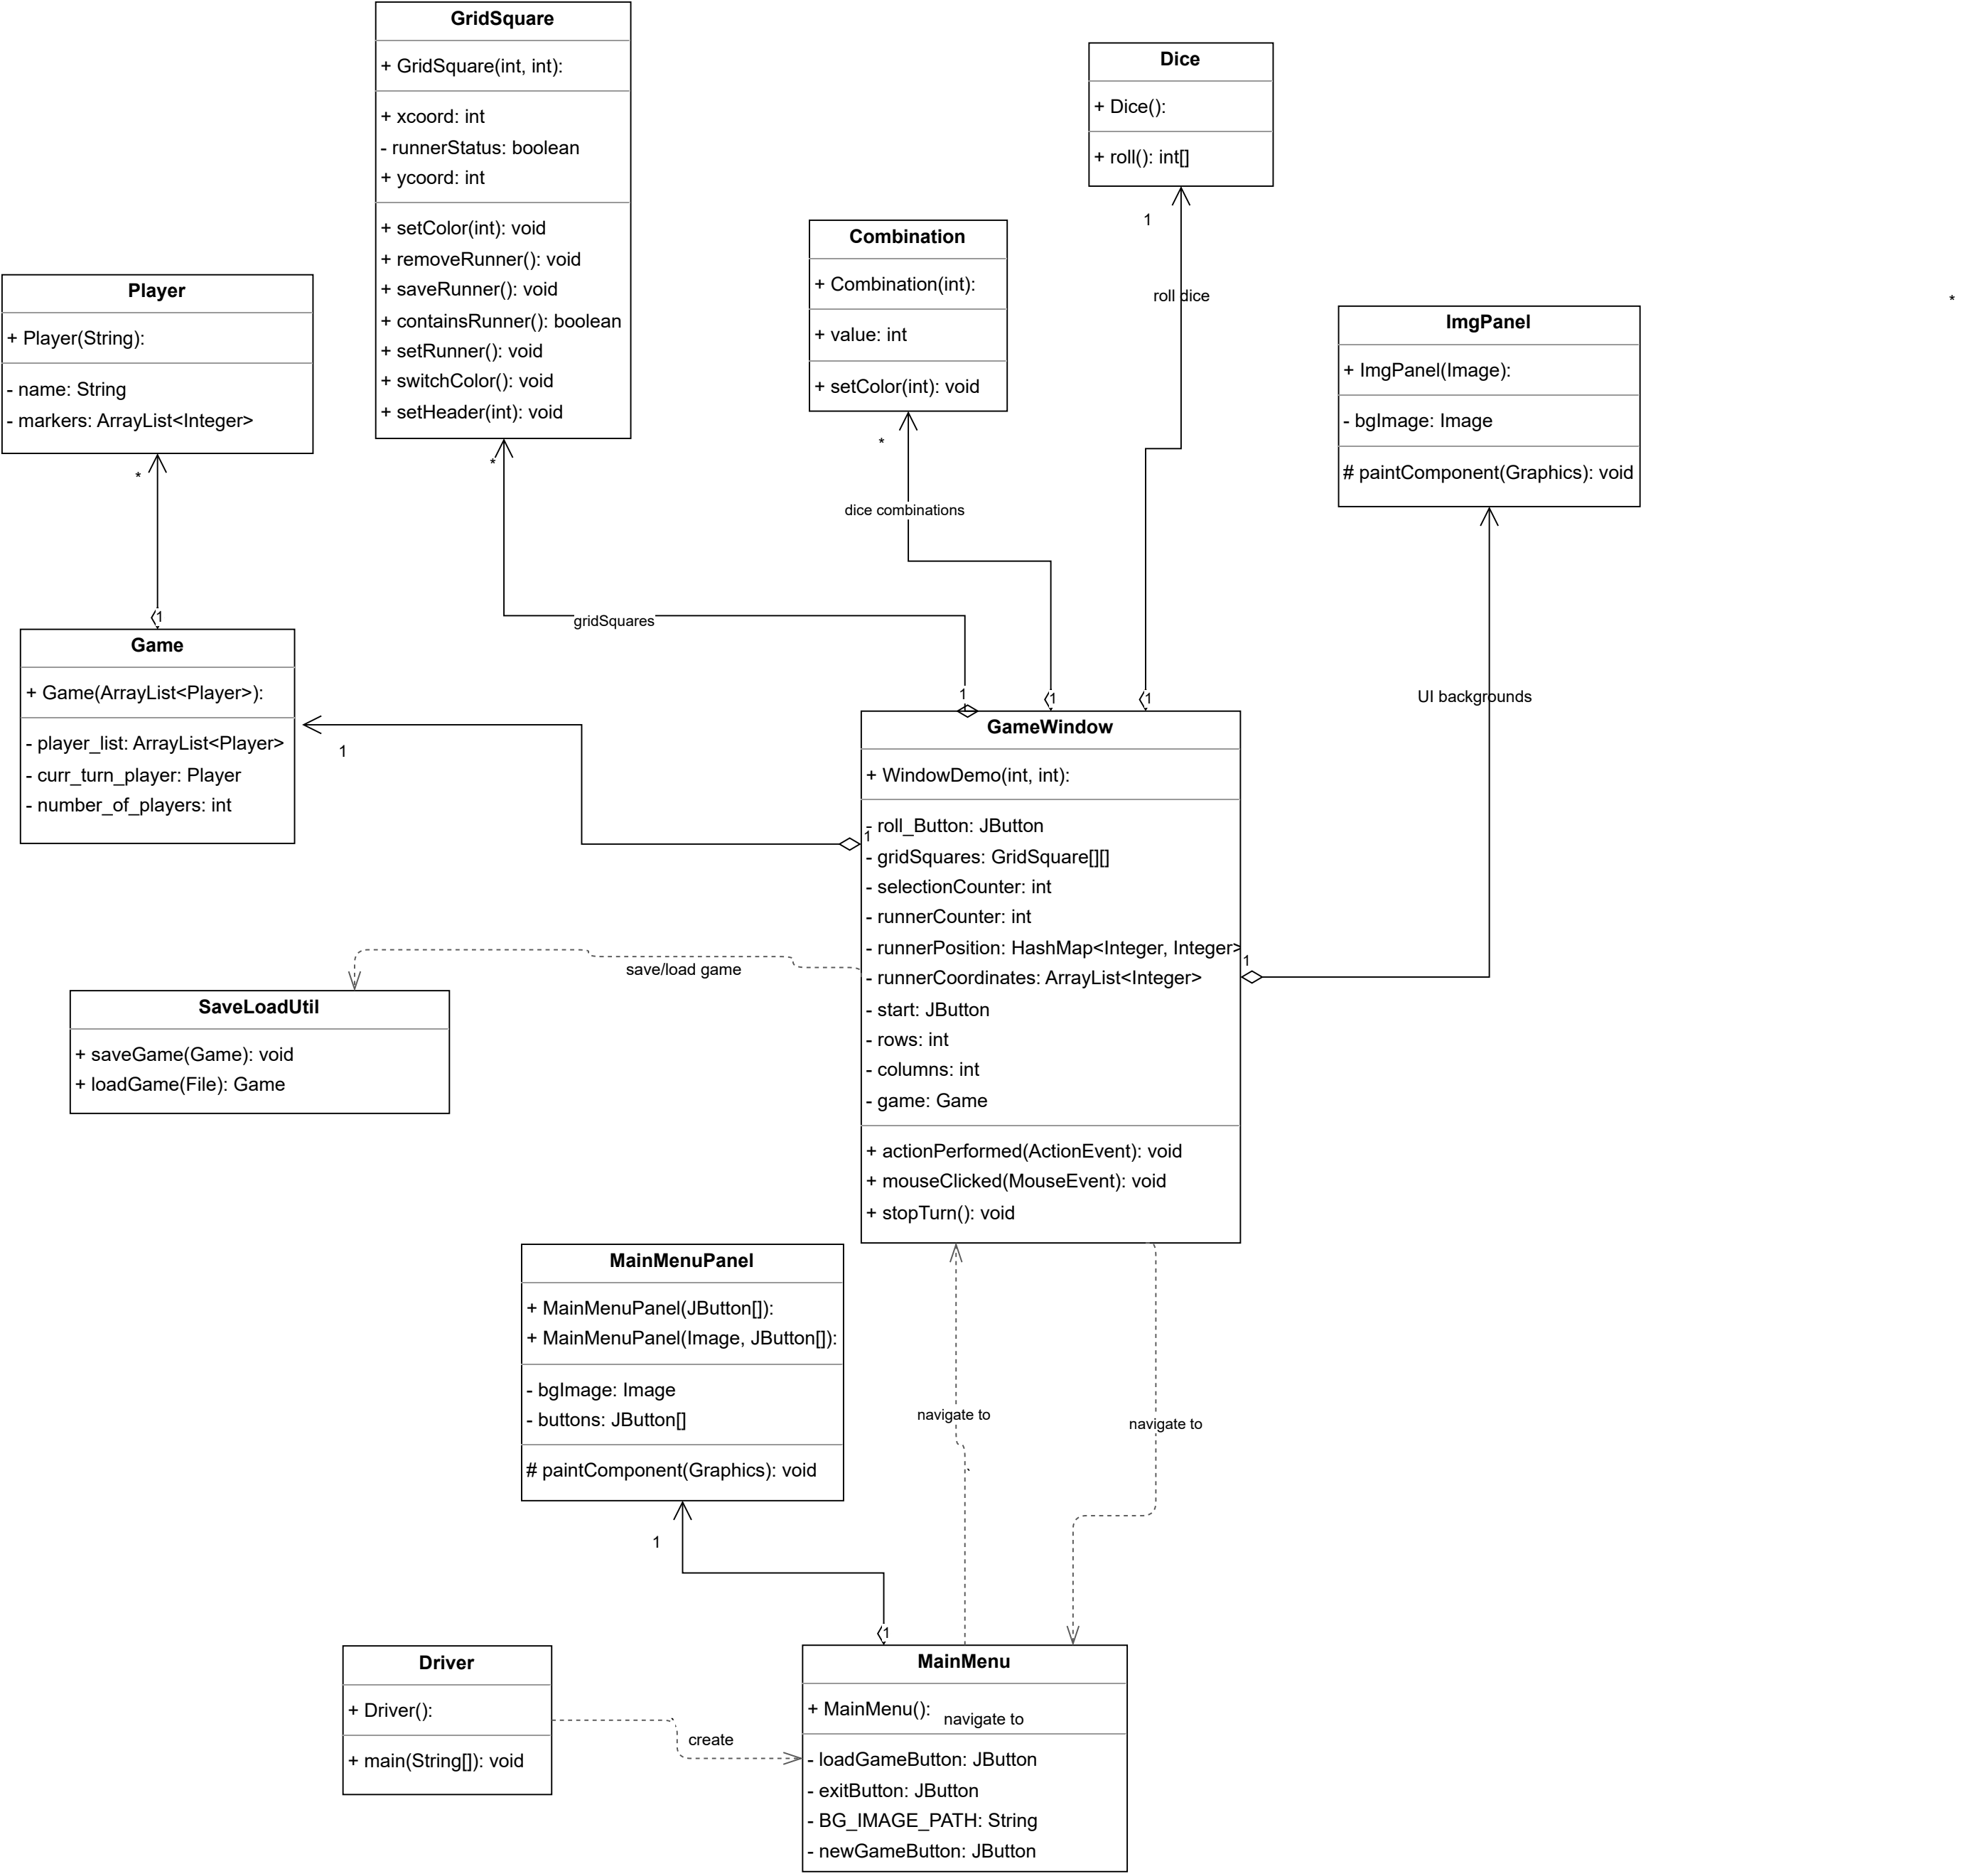 GridSquare
+ GridSquare(int, int):
+ xcoord: int
- runnerStatus: boolean
+ ycoord: int
+ setColor(int): void
+ removeRunner(): void
+ saveRunner(): void
+ containsRunner(): boolean
+ setRunner(): void
+ switchColor(): void
+ setHeader(int): void
*
Dice
+ Dice():
+ roll(): int[]
1
roll dice
Combination
+ Combination(int):
+ value: int
+ setColor(int): void
*
dice combinations
Player
+ Player(String):
- name: String
- markers: ArrayList<Integer>
*
1
ImgPanel
+ ImgPanel(Image):
- bgImage: Image
# paintComponent(Graphics): void
*
UI backgrounds
gridSquares
Game
+ Game(ArrayList<Player>):
- player_list: ArrayList<Player>
- curr_turn_player: Player
- number_of_players: int
1
1
1
1
GameWindow
+ WindowDemo(int, int):
- roll_Button: JButton
1
- gridSquares: GridSquare[][]
- selectionCounter: int
- runnerCounter: int
- runnerPosition: HashMap<Integer, Integer>
1
- runnerCoordinates: ArrayList<Integer>
- start: JButton
- rows: int
- columns: int
- game: Game
+ actionPerformed(ActionEvent): void
+ mouseClicked(MouseEvent): void
+ stopTurn(): void
save/load game
SaveLoadUtil
+ saveGame(Game): void
+ loadGame(File): Game
MainMenuPanel
+ MainMenuPanel(JButton[]):
+ MainMenuPanel(Image, JButton[]):
- bgImage: Image
- buttons: JButton[]
# paintComponent(Graphics): void
1
navigate to
navigate to
1
Driver
+ Driver():
+ main(String[]): void
create
MainMenu
+ MainMenu():
navigate to
- loadGameButton: JButton
- exitButton: JButton
- BG_IMAGE_PATH: String
- newGameButton: JButton